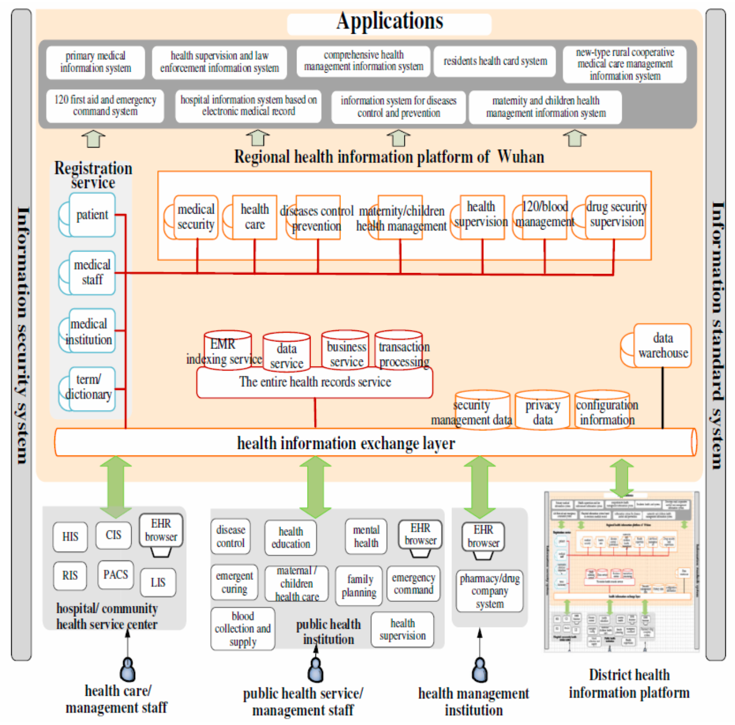 Applications
primary medical
information system
health supervision and law
enforcement information system
comprehensive health
management information system
residents health card system
new-type rural cooperative
medical care management
information system
120 first aid and emergency
command system
hospital information system based on
electronic medical record
information system for diseases
control and prevention
maternity and children health
management information system
Regional health information platform of Wuhan
Registration
service
patient
medical
staff
medical
institution
term/
dictionary
medical
security
health
care
diseases control
prevention
maternity/children
health management
health
supervision
120/blood
management
drug security
supervision
EMR
indexing service
data
service
business
service
transaction
processing
The entire health records service
data
warehouse
security
management data
privacy
data
configuration
information
health information exchange layer
Information security system
Information standard system
HIS
CIS
EHR
browser
RIS
PACS
LIS
hospital/ community
health service center
disease
control
health
education
mental
health
EHR
browser
emergent
curing
maternal /
children
health care
family
planning
emergency
command
blood
collection and
supply
public health
institution
health
supervision
EHR
browser
pharmacy/drug
company
system
health care/
management staff
public health service/
management staff
health management
institution
District health
information platform